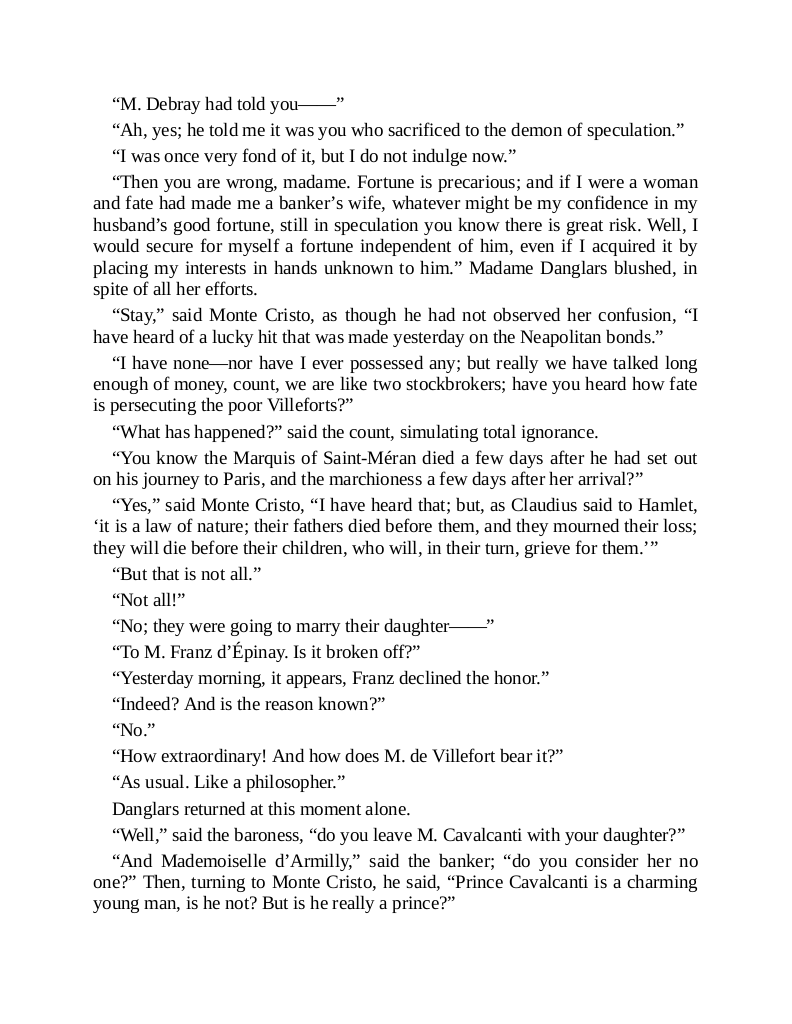 “M. Debray had told you——”
“Ah, yes; he told me it was you who sacrificed to the demon of speculation.”
“I was once very fond of it, but I do not indulge now.”
“Then you are wrong, madame. Fortune is precarious; and if I were a woman
and fate had made me a banker’s wife, whatever might be my confidence in my
husband’s good fortune, still in speculation you know there is great risk. Well, I
would secure for myself a fortune independent of him, even if I acquired it by
placing my interests in hands unknown to him.” Madame Danglars blushed, in
spite of all her efforts.
“Stay,” said Monte Cristo, as though he had not observed her confusion, “I
have heard of a lucky hit that was made yesterday on the Neapolitan bonds.”
“I have none—nor have I ever possessed any; but really we have talked long
enough of money, count, we are like two stockbrokers; have you heard how fate
is persecuting the poor Villeforts?”
“What has happened?” said the count, simulating total ignorance.
“You know the Marquis of Saint-Méran died a few days after he had set out
on his journey to Paris, and the marchioness a few days after her arrival?”
“Yes,” said Monte Cristo, “I have heard that; but, as Claudius said to Hamlet,
‘it is a law of nature; their fathers died before them, and they mourned their loss;
they will die before their children, who will, in their turn, grieve for them.’”
“But that is not all.”
“Not all!”
“No; they were going to marry their daughter——”
“To M. Franz d’Épinay. Is it broken off?”
“Yesterday morning, it appears, Franz declined the honor.”
“Indeed? And is the reason known?”
“No.”
“How extraordinary! And how does M. de Villefort bear it?”
“As usual. Like a philosopher.”
Danglars returned at this moment alone.
“Well,” said the baroness, “do you leave M. Cavalcanti with your daughter?”
“And Mademoiselle d’Armilly,” said the banker; “do you consider her no
one?” Then, turning to Monte Cristo, he said, “Prince Cavalcanti is a charming
young man, is he not? But is he really a prince?”